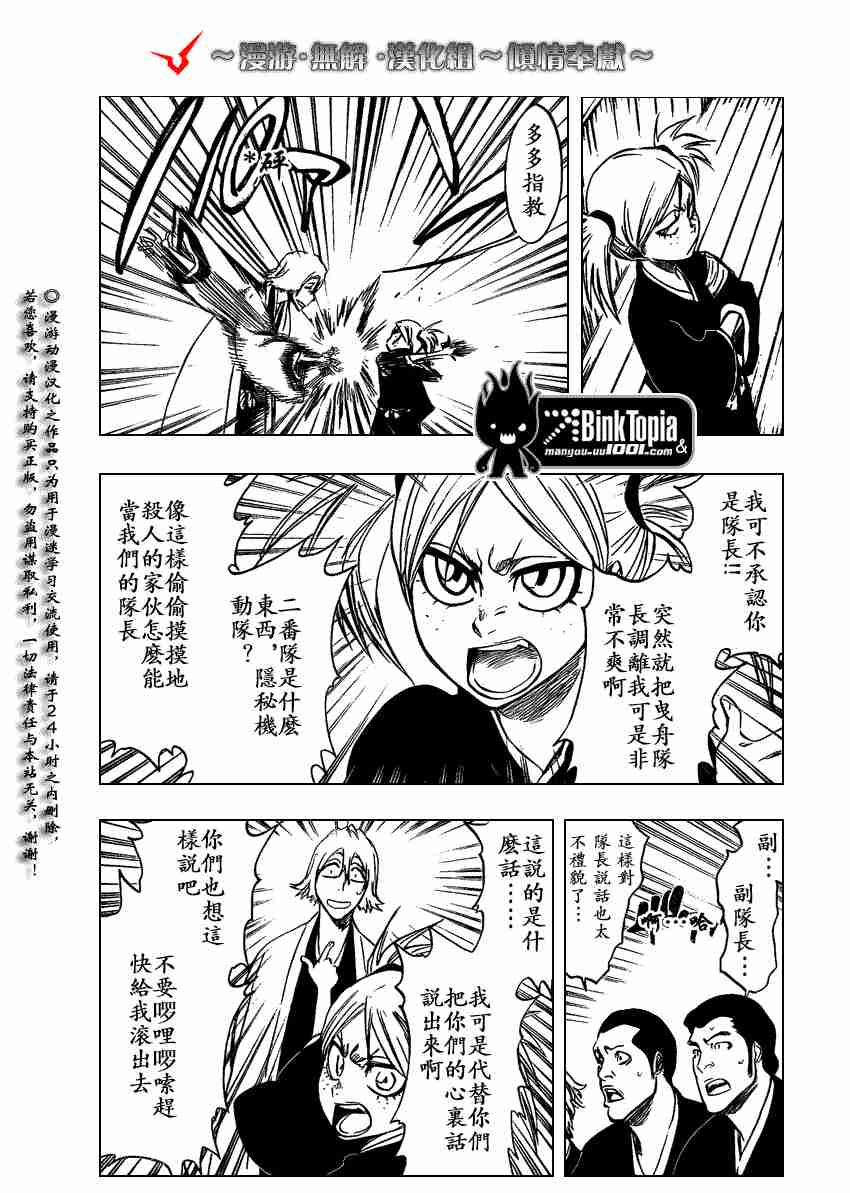 ～漫游·無解·漢化組～傾情奉獻～
多多指教
*砰
BinkTopia
&
manyou.uu1001.com
我可不承認你
是隊長!!
突然就把曳舟隊
長調離我可是非
常不爽啊
二番隊是什麼
東西，隱秘機
動隊？
像這樣偷偷摸摸地
殺人的家伙怎麼能
當我們的隊長
副…
副隊長…
這樣對
隊長說話也太
不禮貌了…
啊…哈
這說的是什
麼話……
我可是代替你們
把你們的心裏話
說出來啊
你們也想這
樣說吧
不要啰哩啰嗦趕
快給我滾出去
◎漫游动漫汉化之作品只为用于漫迷学习交流使用，请于24小时之内删除，
若您喜欢，请支持购买正版，勿盗用谋取私利，一切法律责任与本站无关，谢谢！